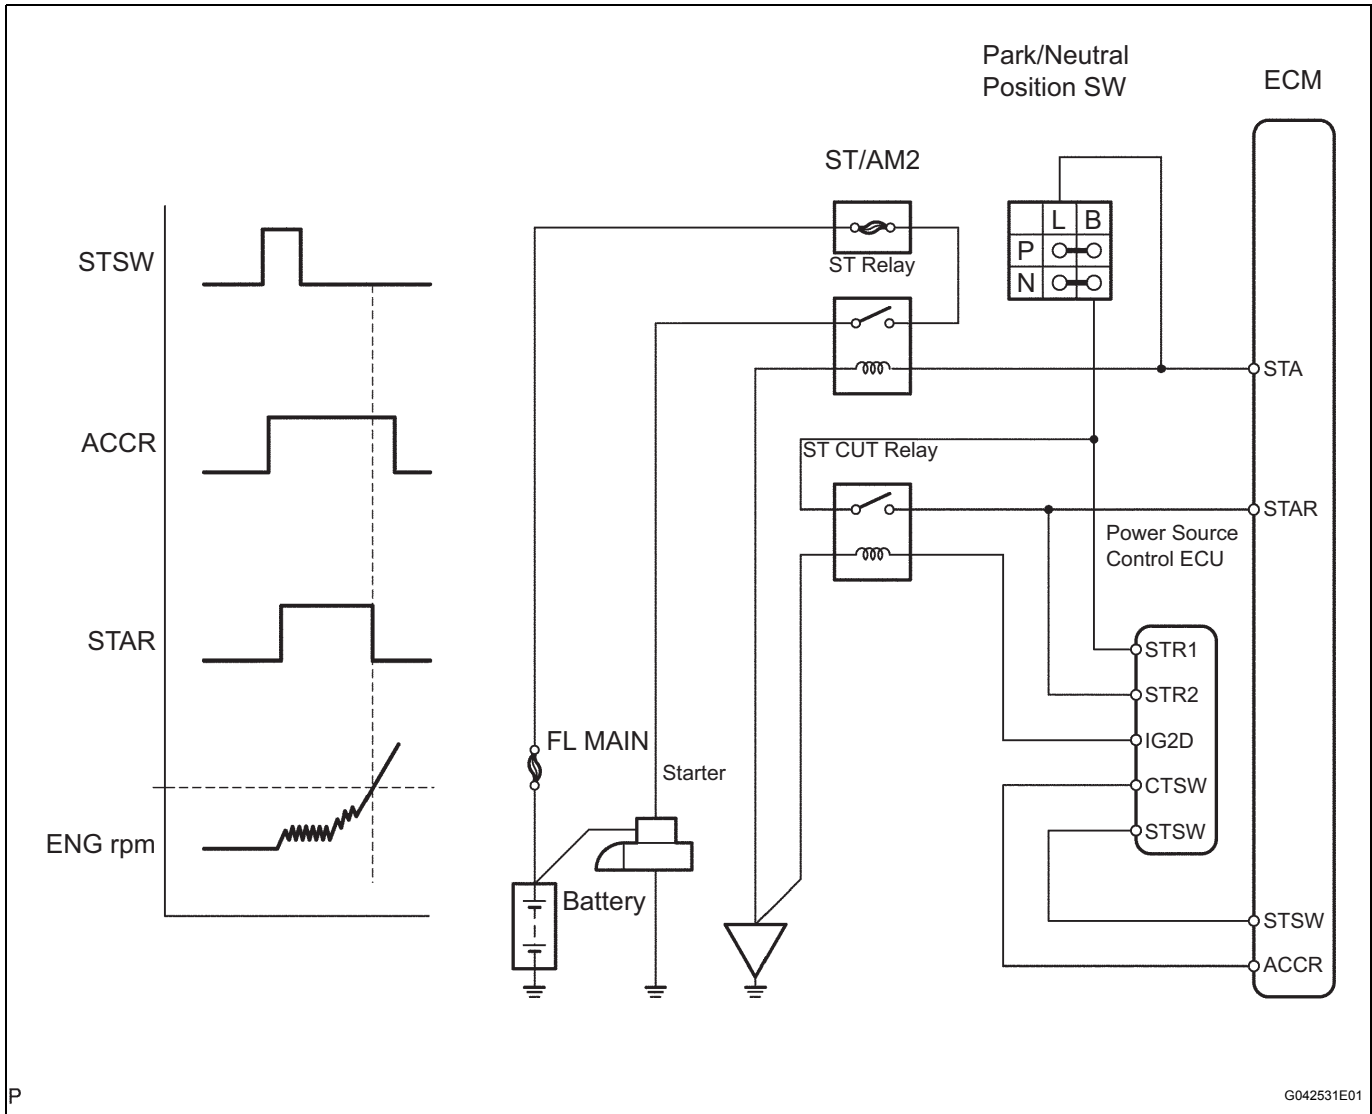 Park/Neutral
Position SW
ECM
ST/AM2
L B
P
N
ST Relay
STSW
STA
ACCR
ST CUT Relay
STAR
Power Source
Control ECU
STAR
STR1
STR2
IG2D
CTSW
STSW
FL MAIN
Starter
ENG rpm
Battery
STSW
ACCR
P
G042531E01